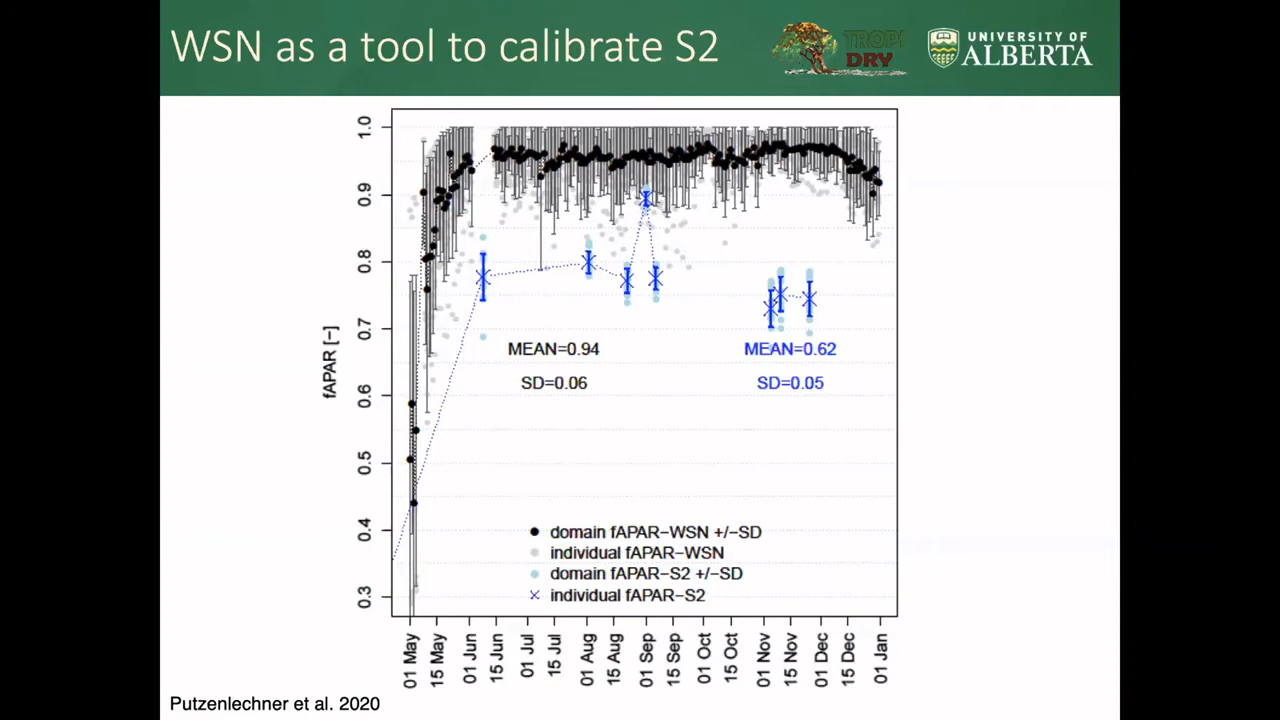 WSN as a tool to calibrate S2
TROPI
DRY
UNIVERSITY OF
ALBERTA
fAPAR [−]
1.0
0.9
0.8
0.7
0.6
0.5
0.4
0.3
MEAN=0.94
SD=0.06
MEAN=0.62
SD=0.05
domain fAPAR−WSN +/−SD
individual fAPAR−WSN
domain fAPAR−S2 +/−SD
individual fAPAR−S2
01 May
15 May
01 Jun
15 Jun
01 Jul
15 Jul
01 Aug
15 Aug
01 Sep
15 Sep
01 Oct
15 Oct
01 Nov
15 Nov
01 Dec
15 Dec
01 Jan
Putzenlechner et al. 2020